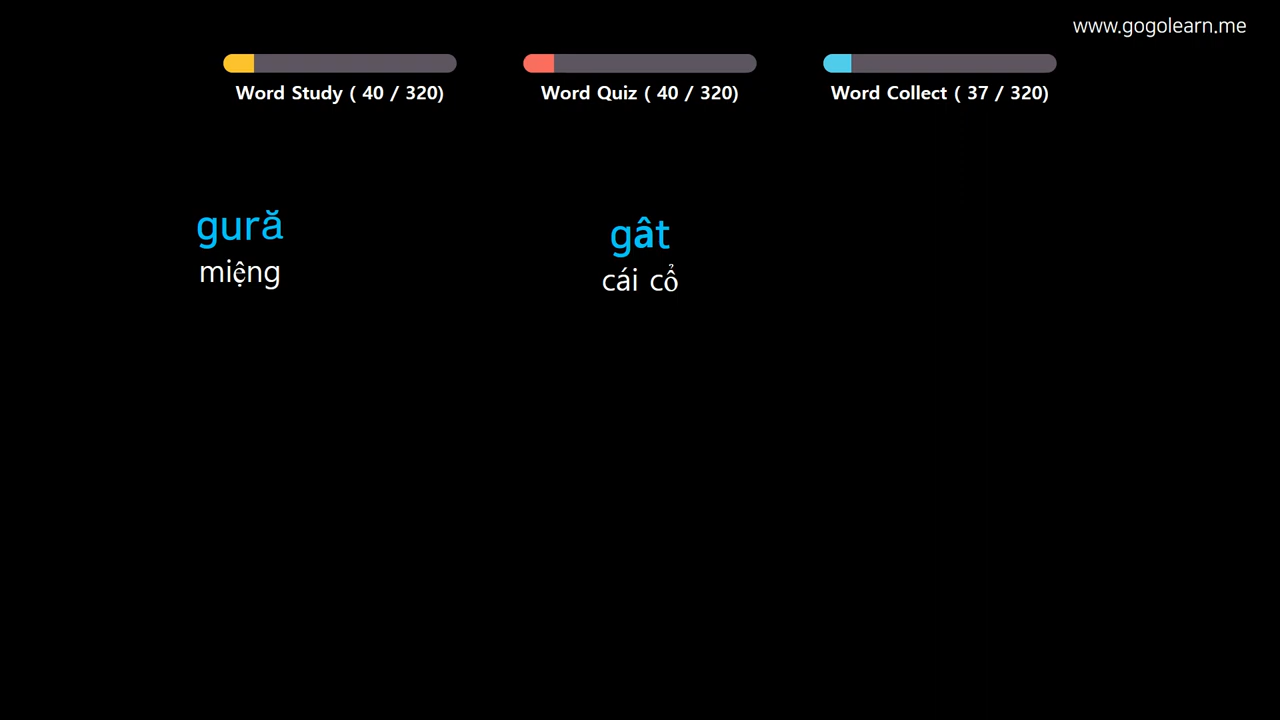 www.gogolearn.me
Word Study ( 40 / 320)
Word Quiz ( 40 / 320)
Word Collect ( 37 / 320)
gură
miệng
gât
cái cổ